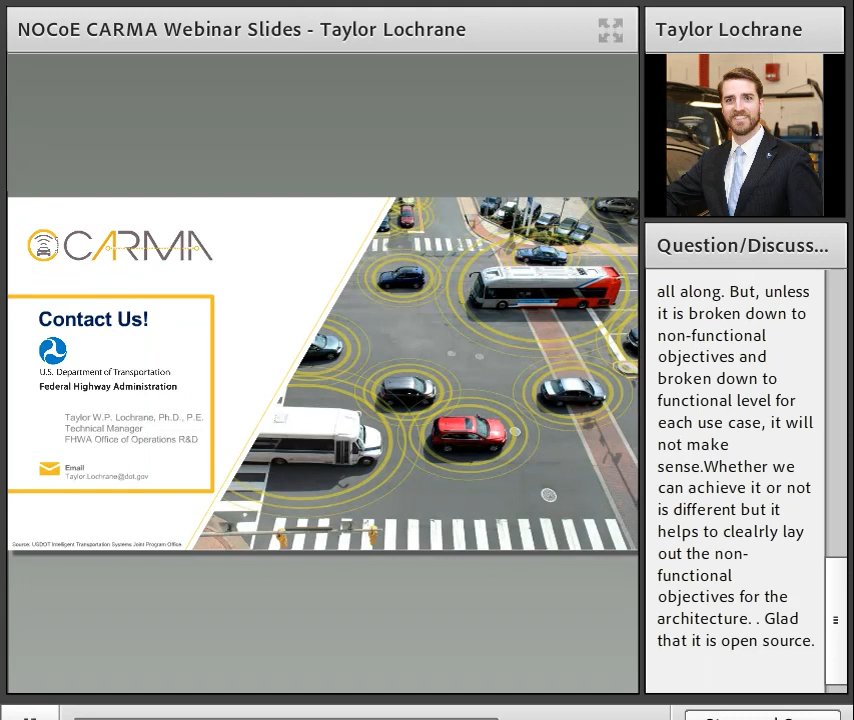 NOCoE CARMA Webinar Slides - Taylor Lochrane
Taylor Lochrane
CARMA
Contact Us!
U.S. Department of Transportation
Federal Highway Administration
Taylor W.P. Lochrane, Ph.D., P.E.
Technical Manager
FHWA Office of Operations R&D
Email
Taylor.Lochrane@dot.gov
Source: USDOT Intelligent Transportation Systems Joint Program Office.
Question/Discuss...
all along. But, unless
it is broken down to
non-functional
objectives and
broken down to
functional level for
each use case, it will
not make
sense.Whether we
can achieve it or not
is different but it
helps to clealrly lay
out the non-
functional
objectives for the
architecture. . Glad
that it is open source.